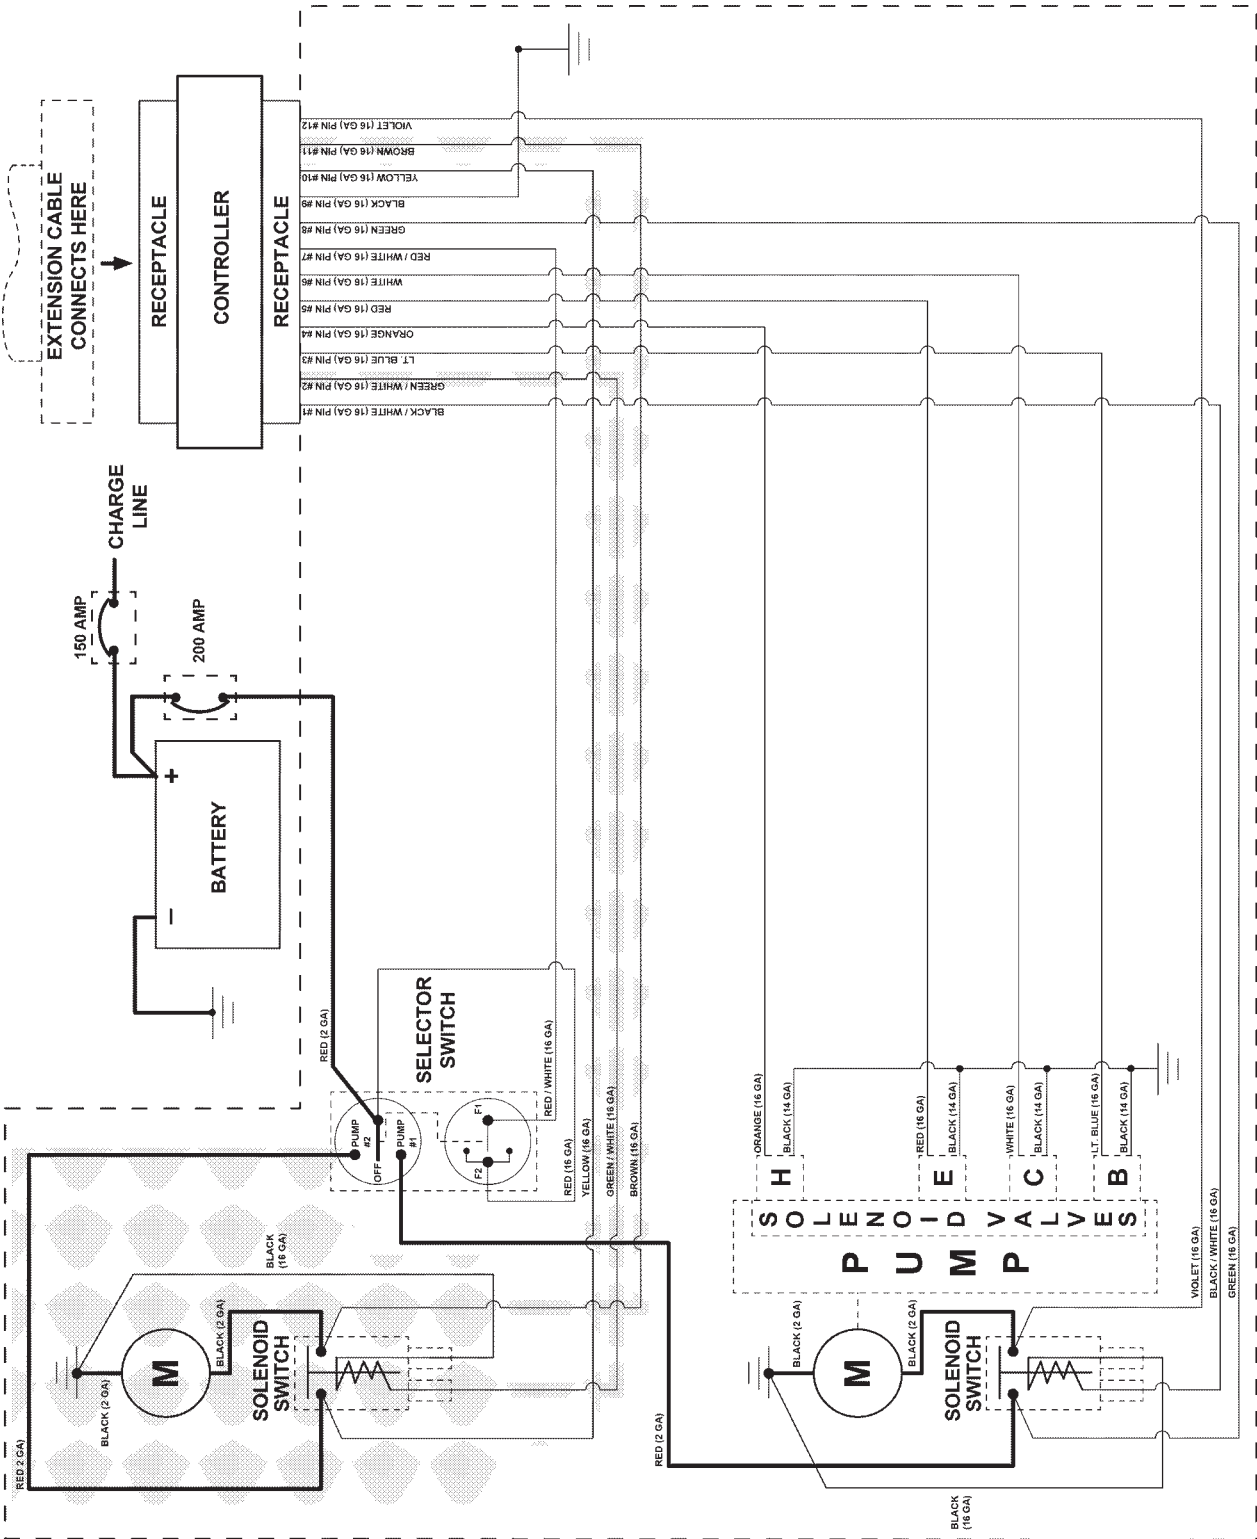 EXTENSION CABLE
CONNECTS HERE
RECEPTACLE
CONTROLLER
RECEPTACLE
VIOLET (16 GA) PIN #12
BROWN (16 GA) PIN #11
YELLOW (16 GA) PIN #10
BLACK (16 GA) PIN #9
GREEN (16 GA) PIN #8
RED / WHITE (16 GA) PIN #7
WHITE (16 GA) PIN #6
RED (16 GA) PIN #5
ORANGE (16 GA) PIN #4
LT. BLUE (16 GA) PIN #3
GREEN / WHITE (16 GA) PIN #2
BLACK / WHITE (16 GA) PIN #1
CHARGE
LINE
150 AMP
200 AMP
BATTERY
+
–
RED (2 GA)
SELECTOR
SWITCH
PUMP
#2
OFF
PUMP
#1
F1
F2
RED / WHITE (16 GA)
RED (16 GA)
YELLOW (16 GA)
GREEN / WHITE (16 GA)
BROWN (16 GA)
RED 2 GA)
BLACK (2 GA)
M
BLACK (2 GA)
BLACK
(16 GA)
SOLENOID
SWITCH
RED (2 GA)
ORANGE (16 GA)
BLACK (14 GA)
RED (16 GA)
BLACK (14 GA)
WHITE (16 GA)
BLACK (14 GA)
LT. BLUE (16 GA)
BLACK (14 GA)
H
E
C
B
SOLENOID VALVES
PUMP
VIOLET (16 GA)
BLACK / WHITE (16 GA)
GREEN (16 GA)
BLACK (2 GA)
M
BLACK (2 GA)
SOLENOID
SWITCH
BLACK
(16 GA)